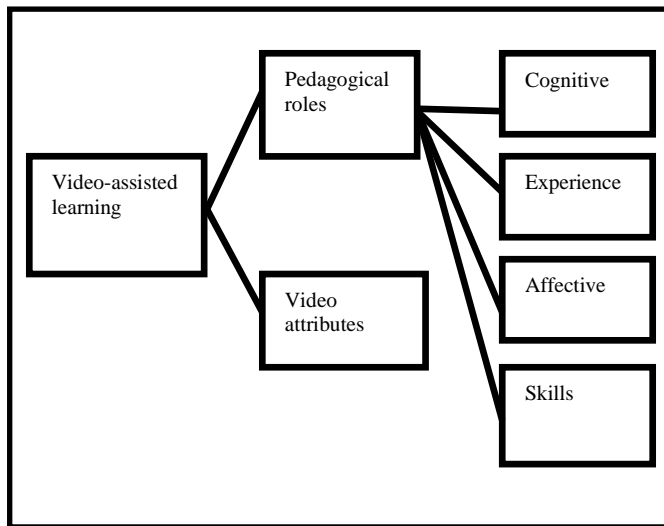 Video-assisted
learning
Pedagogical
roles
Video
attributes
Cognitive
Experience
Affective
Skills